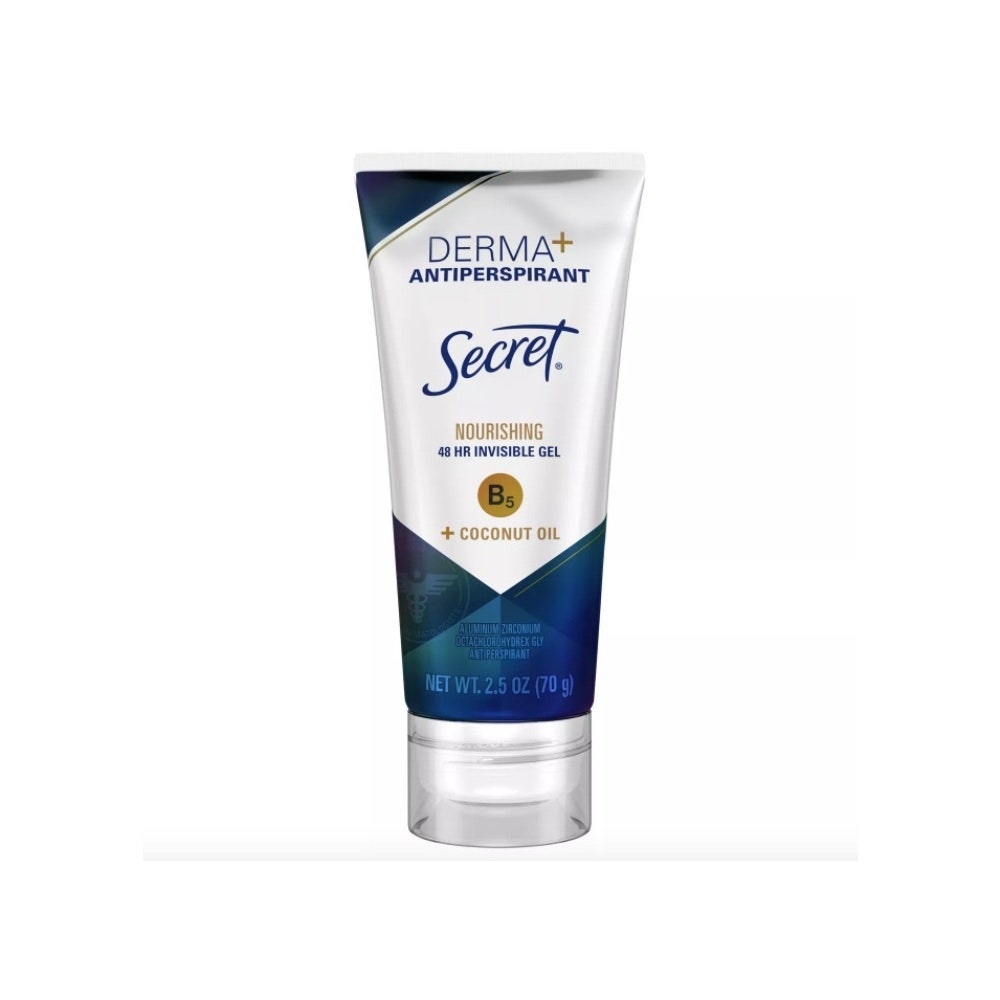 DERMA+
ANTIPERSPIRANT
Secret®
NOURISHING
48 HR INVISIBLE GEL
B5
+ COCONUT OIL
ALUMINUM ZIRCONIUM
OCTACHLOROHYDREX GLY
ANTIPERSPIRANT
NET WT. 2.5 OZ (70 g)